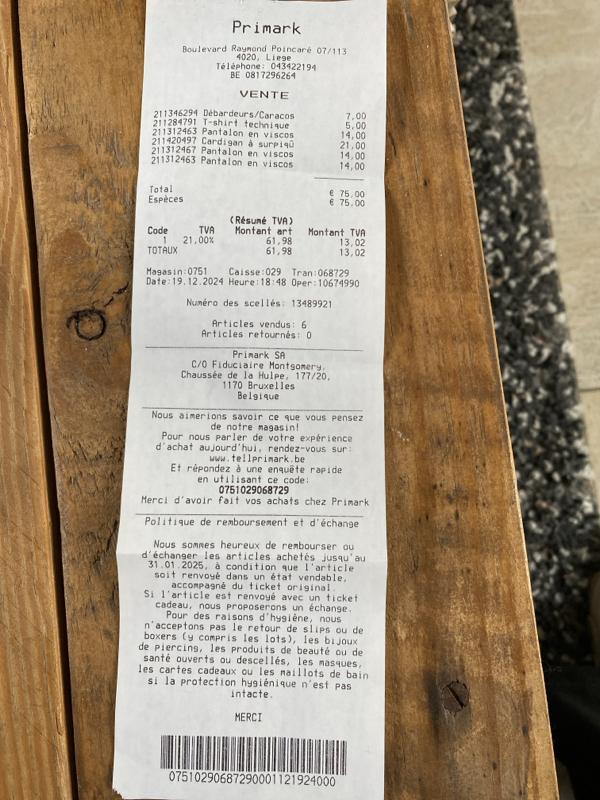 Primark
Boulevard Raymond Poincaré 07/113
4020, Liege
Téléphone: 043422194
BE 0817296264
VENTE
211346294 Débardeurs/Caracos 7,00
211284791 T-shirt technique 5,00
211312463 Pantalon en viscos 14,00
211420497 Cardigan à surpiqû 21,00
211312467 Pantalon en viscos 14,00
211312463 Pantalon en viscos 14,00
Total € 75,00
Espèces € 75,00
(Résumé TVA)
Code TVA Montant art Montant TVA
1 21,00% 61,98 13,02
TOTAUX 61,98 13,02
Magasin:0751 Caisse:029 Tran:068729
Date:19.12.2024 Heure:18:48 Oper:10674990
Numéro des scellés: 13489921
Articles vendus: 6
Articles retournés: 0
Primark SA
C/O Fiduciaire Montgomery,
Chaussée de la Hulpe, 177/20,
1170 Bruxelles
Belgique
Nous aimerions savoir ce que vous pensez
de notre magasin!
Pour nous parler de votre expérience
d'achat aujourd'hui, rendez-vous sur:
www.tellprimark.be
Et répondez à une enquête rapide
en utilisant ce code:
0751029068729
Merci d'avoir fait vos achats chez Primark
Politique de remboursement et d'échange
Nous sommes heureux de rembourser ou
d'échanger les articles achetés jusqu'au
31.01.2025, à condition que l'article
soit renvoyé dans un état vendable,
accompagné du ticket original.
Si l'article est renvoyé avec un ticket
cadeau, nous proposerons un échange.
Pour des raisons d'hygiène, nous
n'acceptons pas le retour de slips ou de
boxers (y compris les lots), les bijoux
de piercings, les produits de beauté ou de
santé ouverts ou descellés, les masques,
les cartes cadeaux ou les maillots de bain
si la protection hygiénique n'est pas
intacte.
MERCI
07510290687290001121924000